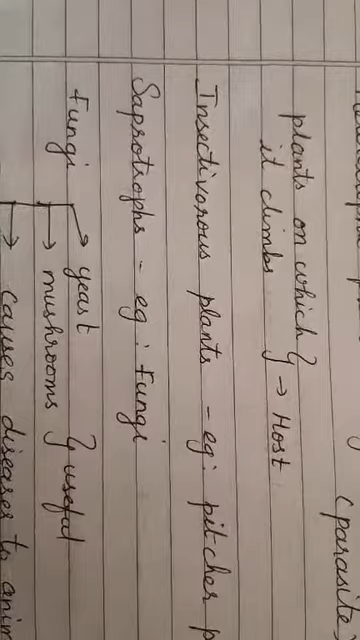 (parasite)
plants on which } → Host
it climbs
Insectivorous plants - eg: pitcher
Saprotrophs - eg: Fungi
Fungi → yeast
→ mushrooms } useful
→ causes diseases to